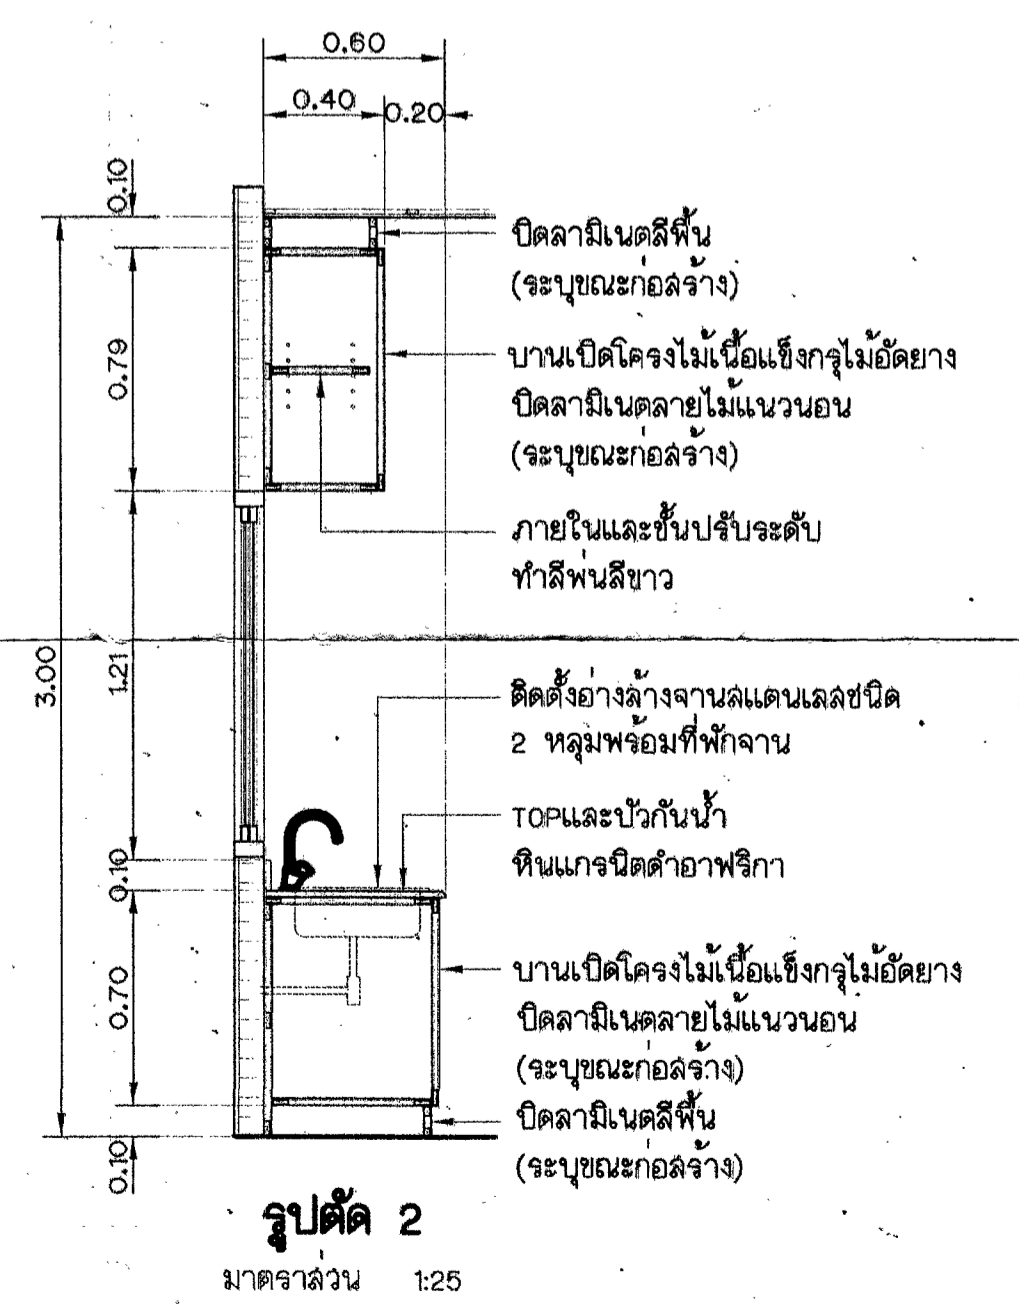 0.60
0.40
0.20
0.10
ปิดลามิเนตสีพื้น
(ระบุขณะก่อสร้าง)
0.79
บานเปิดโครงไม้เนื้อแข็งกรุไม้อัดยาง
ปิดลามิเนตลายไม้แนวนอน
(ระบุขณะก่อสร้าง)
ภายในและชั้นปรับระดับ
ทำสีพ่นสีขาว
3.00
1.21
ติดตั้งอ่างล้างจานสแตนเลสชนิด
2 หลุมพร้อมที่พักจาน
TOPและบัวกันน้ำ
หินแกรนิตดำอาฟริกา
0.10
0.70
บานเปิดโครงไม้เนื้อแข็งกรุไม้อัดยาง
ปิดลามิเนตลายไม้แนวนอน
(ระบุขณะก่อสร้าง)
ปิดลามิเนตสีพื้น
(ระบุขณะก่อสร้าง)
0.10
รูปตัด 2
มาตราส่วน 1:25